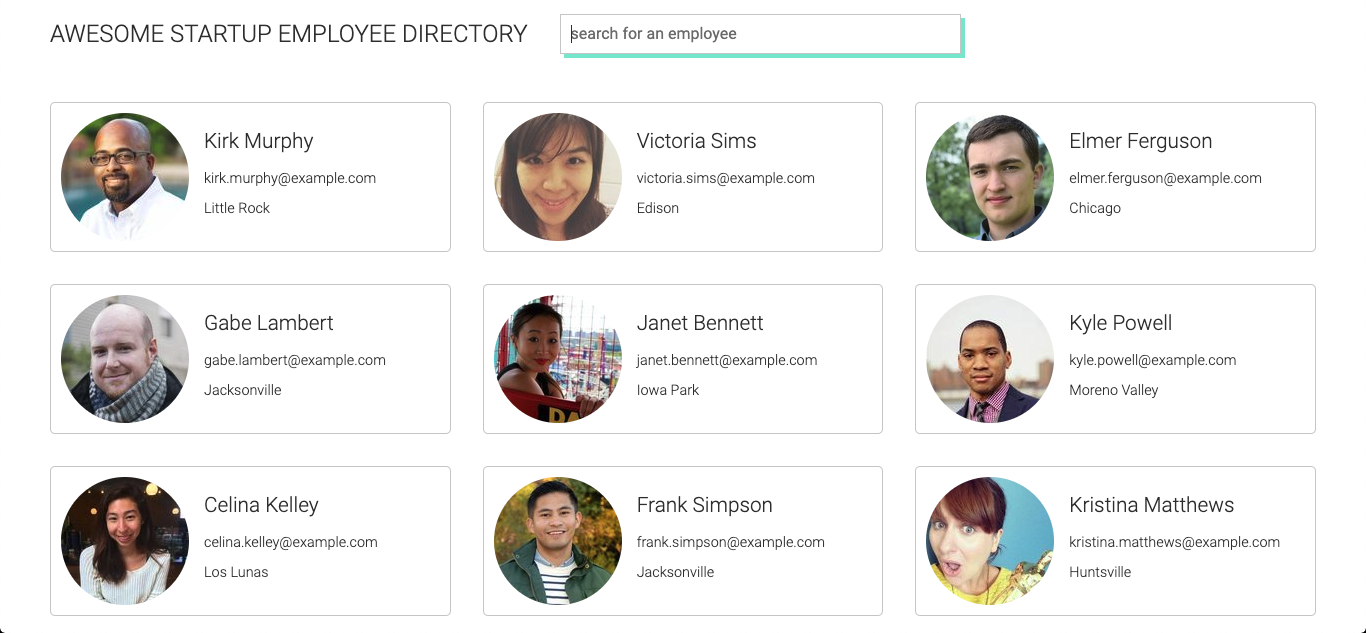 AWESOME STARTUP EMPLOYEE DIRECTORY
search for an employee
Kirk Murphy
kirk.murphy@example.com
Little Rock
Victoria Sims
victoria.sims@example.com
Edison
Elmer Ferguson
elmer.ferguson@example.com
Chicago
Gabe Lambert
gabe.lambert@example.com
Jacksonville
Janet Bennett
janet.bennett@example.com
Iowa Park
Kyle Powell
kyle.powell@example.com
Moreno Valley
Celina Kelley
celina.kelley@example.com
Los Lunas
Frank Simpson
frank.simpson@example.com
Jacksonville
Kristina Matthews
kristina.matthews@example.com
Huntsville